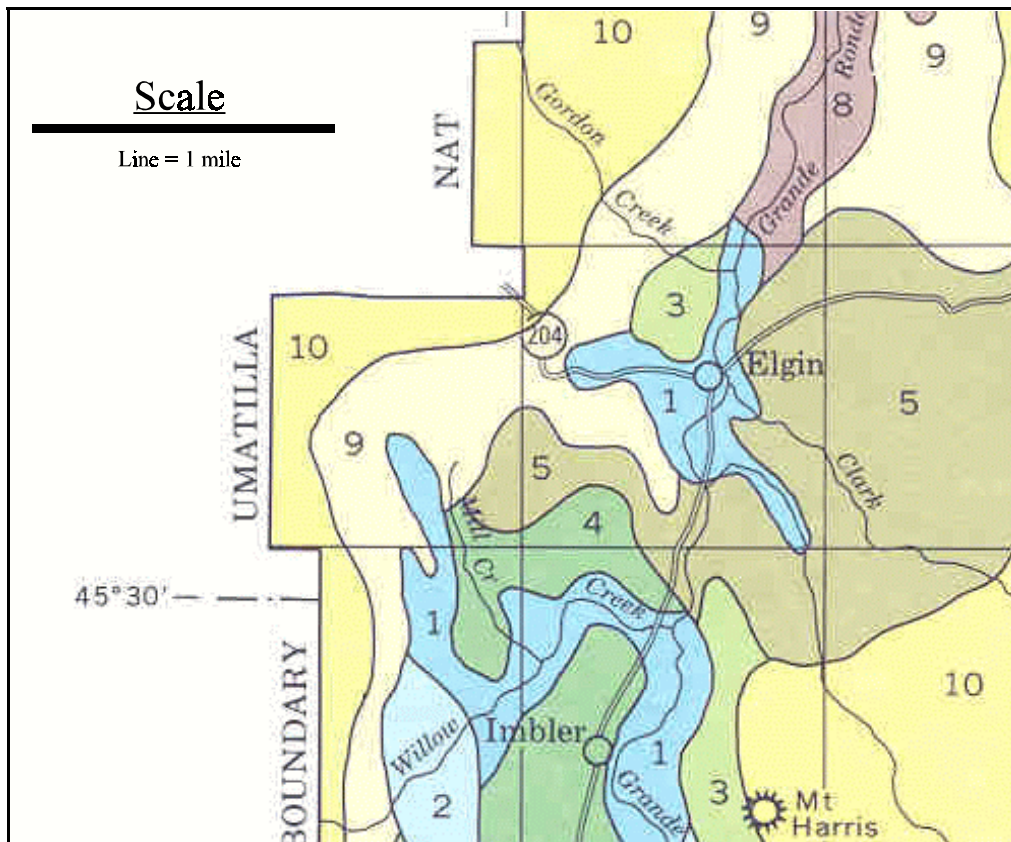 Scale
Line = 1 mile
10
9
9
Ronde
8
Gordon
NAT
Creek
Grande
3
204
10
Elgin
1
5
UMATILLA
9
5
Clark
Mill Cr
4
45°30'
Creek
1
10
BOUNDARY
Willow
Imbler
1
2
3
Grande
Mt
Harris